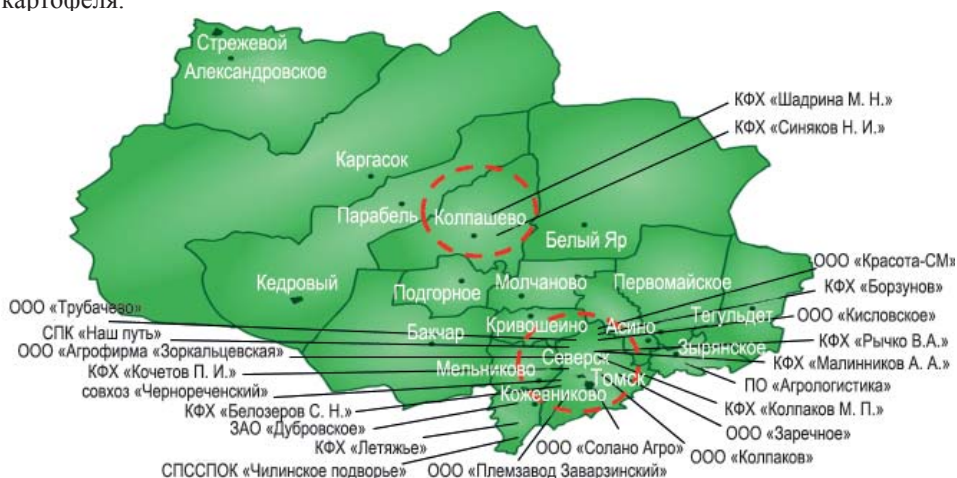 картофеля.
Стрежевой
Александровское
КФХ «Шадрина М. Н.»
КФХ «Синяков Н. И.»
Каргасок
Парабель
Колпашево
Белый Яр
Кедровый
Подгорное
Молчаново
Первомайское
ООО «Красота-СМ»
КФХ «Борзунов»
ООО «Трубачево»
Бакчар
Кривошеино
Асино
Тегульдет
ООО «Кисловское»
СПК «Наш путь»
КФХ «Рычко В.А.»
ООО «Агрофирма «Зоркальцевская»
Северск
Зырянское
КФХ «Малинников А. А.»
КФХ «Кочетов П. И.»
Мельниково
Томск
ПО «Агрологистика»
совхоз «Чернореченский»
Кожевниково
КФХ «Белозеров С. Н.»
КФХ «Колпаков М. П.»
ЗАО «Дубровское»
ООО «Заречное»
КФХ «Летяжье»
ООО «Солано Агро»
ООО «Колпаков»
СПССПОК «Чилинское подворье»
ООО «Племзавод Заварзинский»